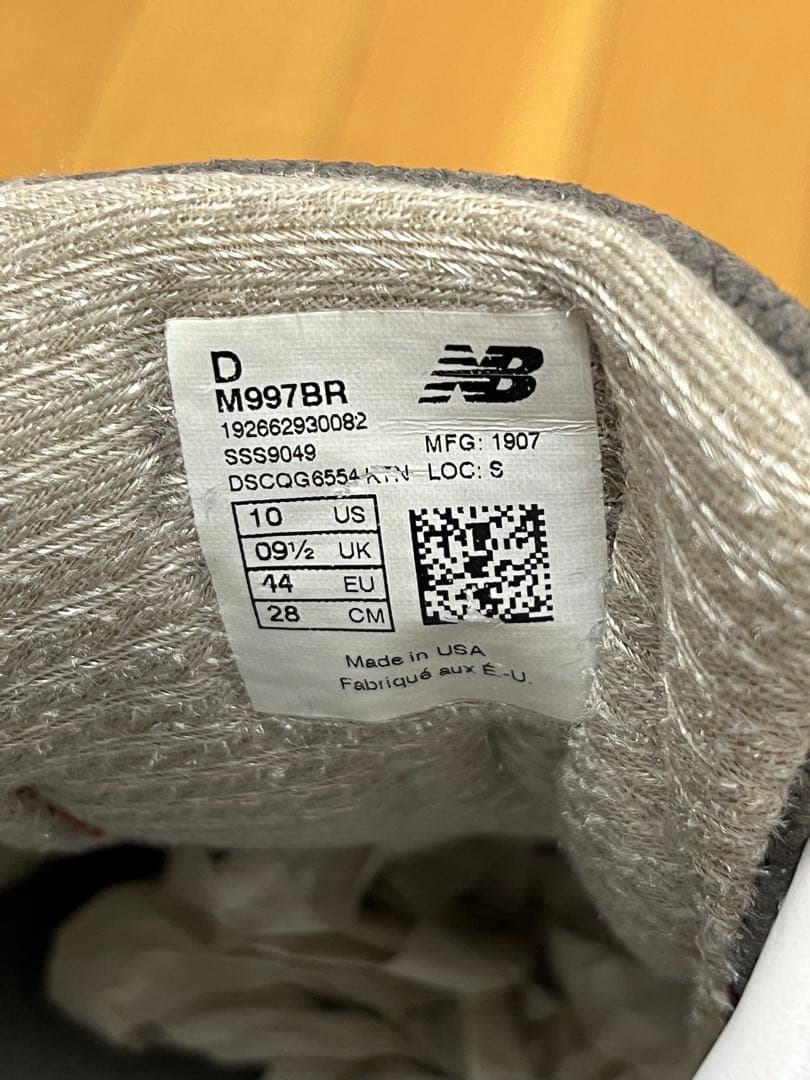 D
M997BR
192662930082
SSS9049
DSCQG6554
NB
MFG: 1907
LOC: S
10 US
09½ UK
44 EU
28 CM
Made in USA
Fabriqué aux É.-U.